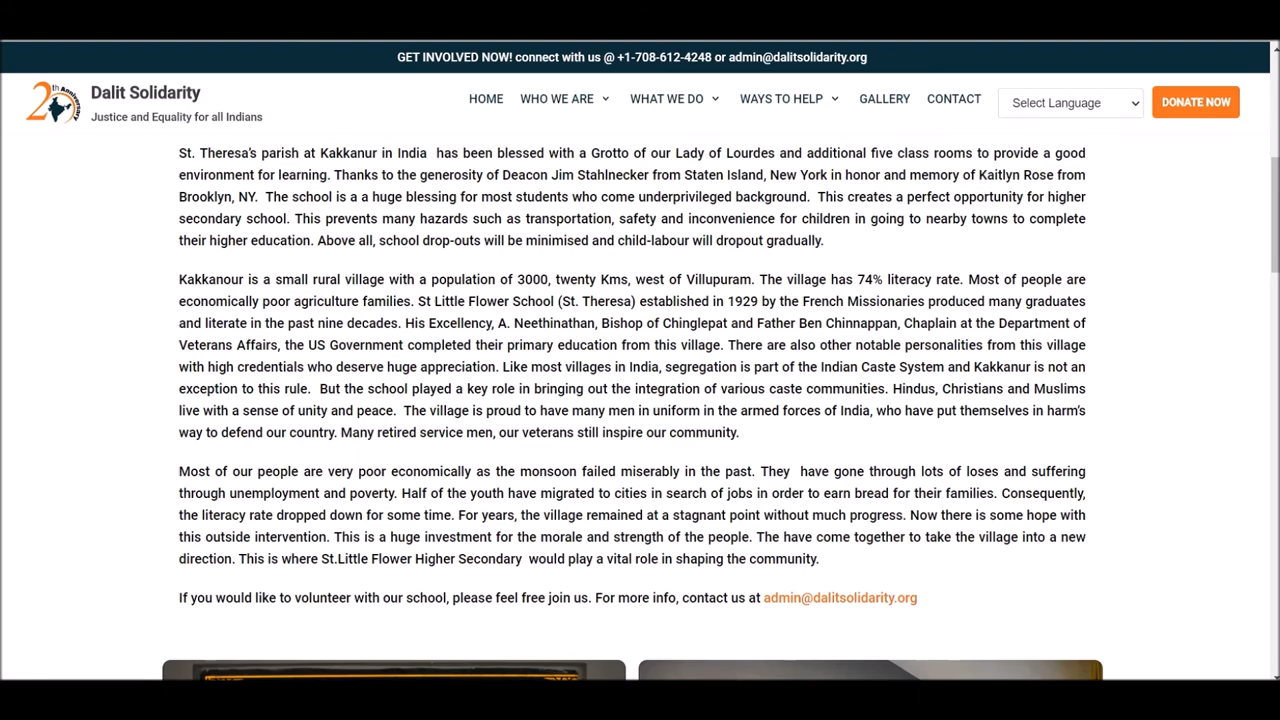 GET INVOLVED NOW! connect with us @ +1-708-612-4248 or admin@dalitsolidarity.org
20th Anniversary
Dalit Solidarity
Justice and Equality for all Indians
HOME WHO WE ARE WHAT WE DO WAYS TO HELP GALLERY CONTACT Select Language DONATE NOW
St. Theresa's parish at Kakkanur in India has been blessed with a Grotto of our Lady of Lourdes and additional five class rooms to provide a good
environment for learning. Thanks to the generosity of Deacon Jim Stahlnecker from Staten Island, New York in honor and memory of Kaitlyn Rose from
Brooklyn, NY. The school is a a huge blessing for most students who come underprivileged background. This creates a perfect opportunity for higher
secondary school. This prevents many hazards such as transportation, safety and inconvenience for children in going to nearby towns to complete
their higher education. Above all, school drop-outs will be minimised and child-labour will dropout gradually.
Kakkanour is a small rural village with a population of 3000, twenty Kms, west of Villupuram. The village has 74% literacy rate. Most of people are
economically poor agriculture families. St Little Flower School (St. Theresa) established in 1929 by the French Missionaries produced many graduates
and literate in the past nine decades. His Excellency, A. Neethinathan, Bishop of Chinglepat and Father Ben Chinnappan, Chaplain at the Department of
Veterans Affairs, the US Government completed their primary education from this village. There are also other notable personalities from this village
with high credentials who deserve huge appreciation. Like most villages in India, segregation is part of the Indian Caste System and Kakkanur is not an
exception to this rule. But the school played a key role in bringing out the integration of various caste communities. Hindus, Christians and Muslims
live with a sense of unity and peace. The village is proud to have many men in uniform in the armed forces of India, who have put themselves in harm's
way to defend our country. Many retired service men, our veterans still inspire our community.
Most of our people are very poor economically as the monsoon failed miserably in the past. They have gone through lots of loses and suffering
through unemployment and poverty. Half of the youth have migrated to cities in search of jobs in order to earn bread for their families. Consequently,
the literacy rate dropped down for some time. For years, the village remained at a stagnant point without much progress. Now there is some hope with
this outside intervention. This is a huge investment for the morale and strength of the people. The have come together to take the village into a new
direction. This is where St.Little Flower Higher Secondary would play a vital role in shaping the community.
If you would like to volunteer with our school, please feel free join us. For more info, contact us at admin@dalitsolidarity.org